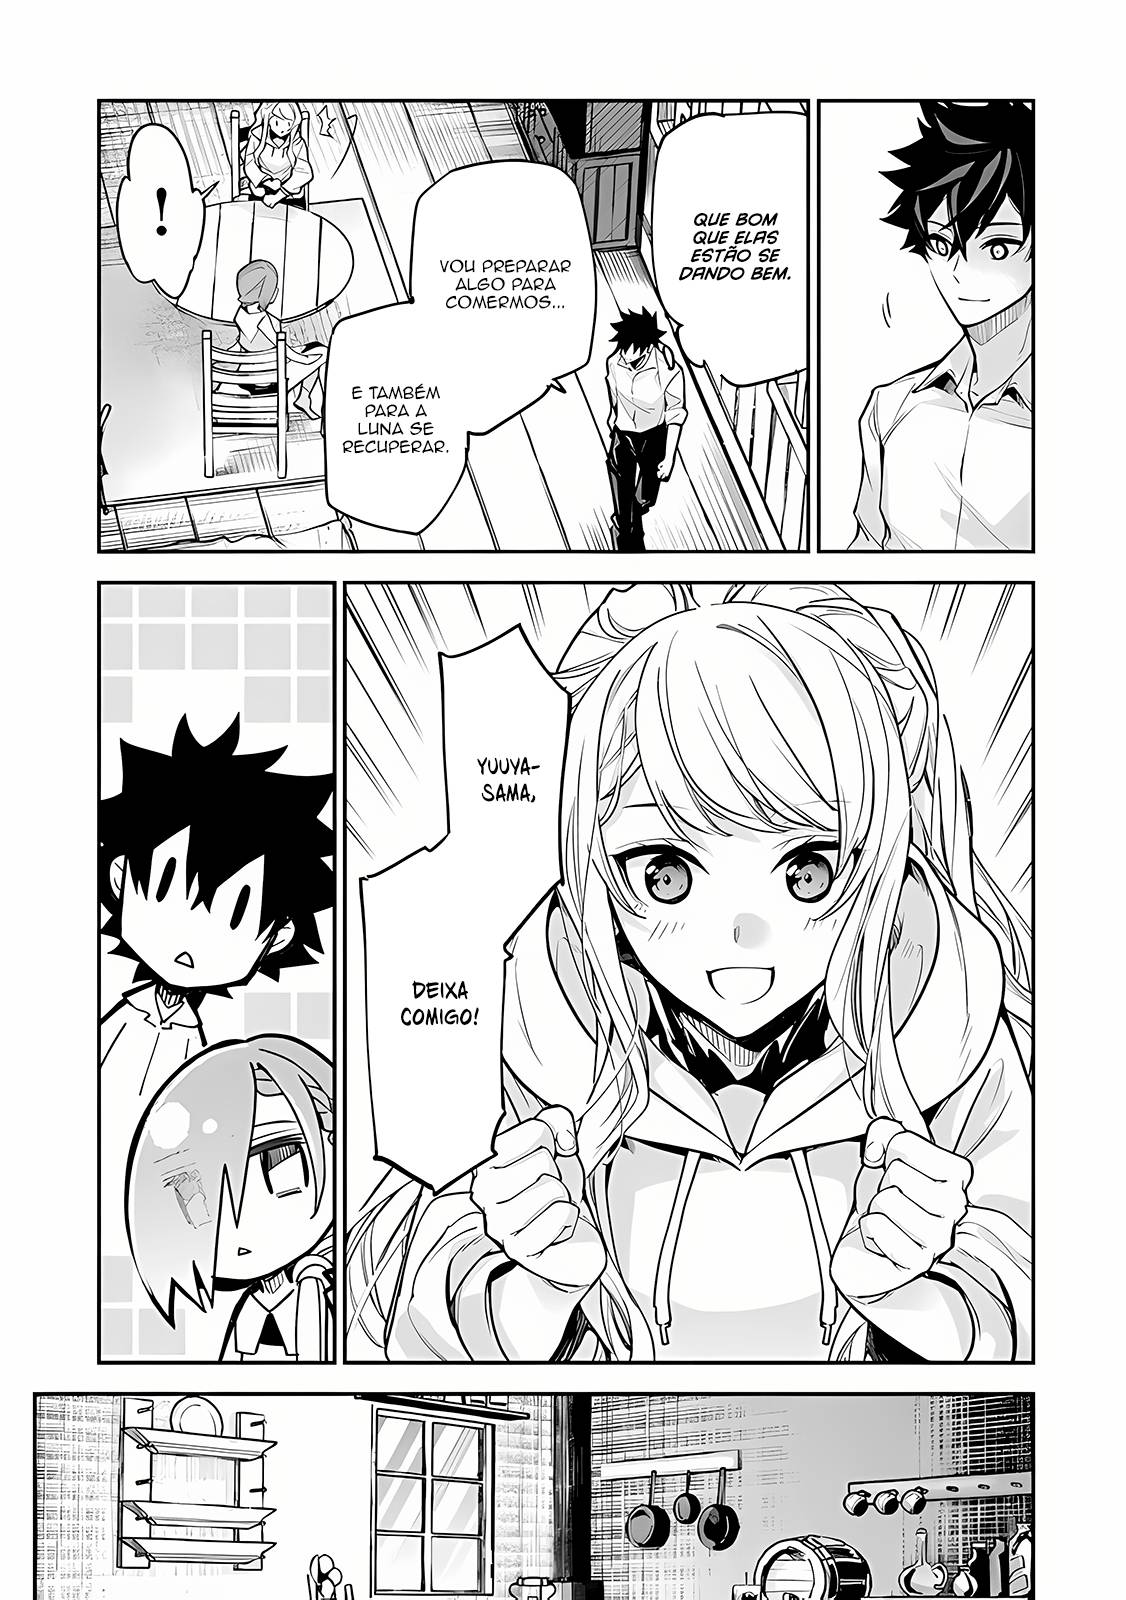 QUE BOM
QUE ELAS
ESTÃO SE
DANDO BEM.
VOU PREPARAR
ALGO PARA
COMERMOS...
E TAMBÉM
PARA A
LUNA SE
RECUPERAR.
!
YUUYA-
SAMA,
DEIXA
COMIGO!